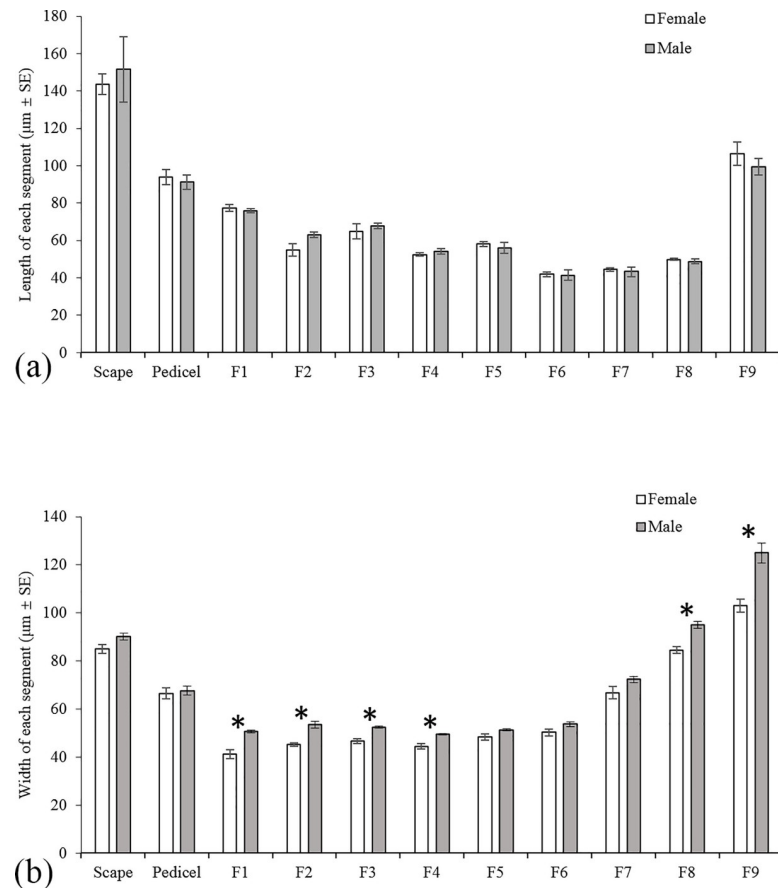 180
160
140
120
100
80
60
40
20
0
Length of each segment (µm ± SE)
Female
Male
Scape Pedicel F1 F2 F3 F4 F5 F6 F7 F8 F9
(a)
140
120
100
80
60
40
20
0
Width of each segment (µm ± SE)
Female
Male
* * * * * *
Scape Pedicel F1 F2 F3 F4 F5 F6 F7 F8 F9
(b)